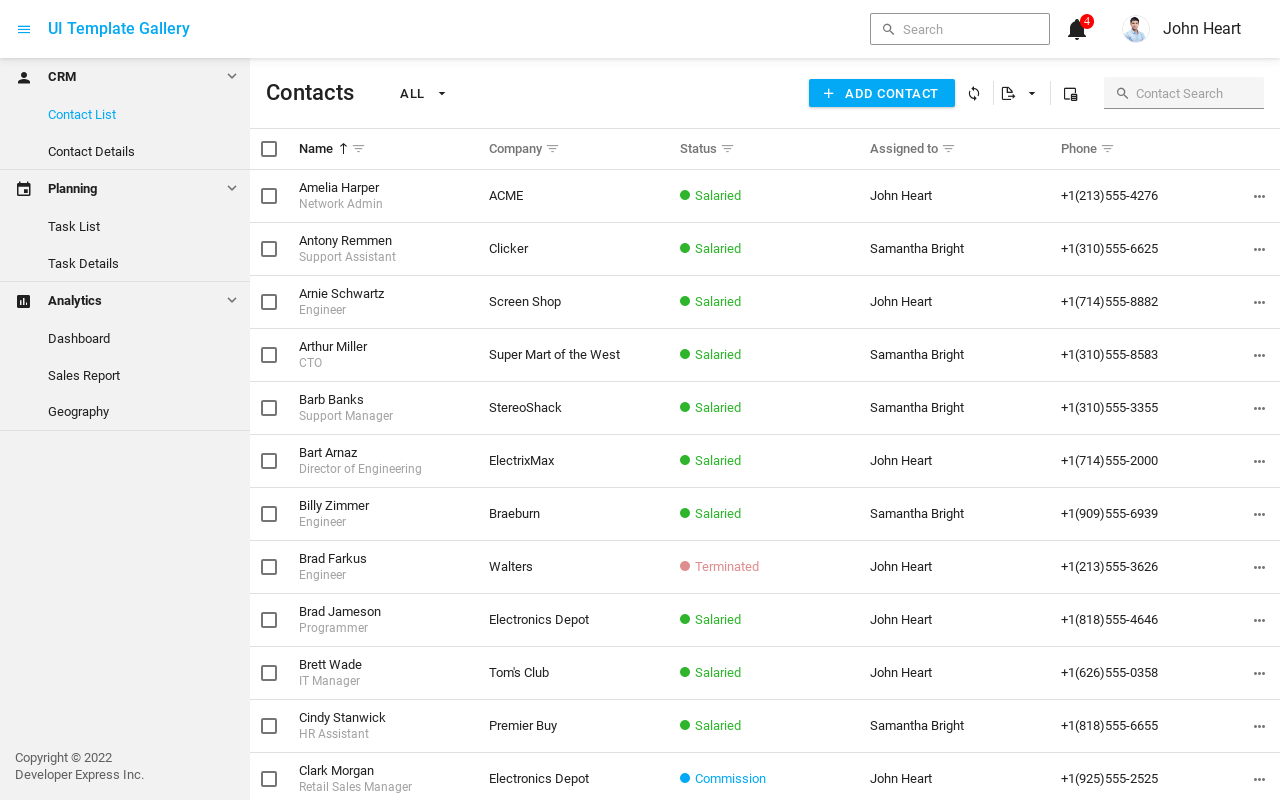 UI Template Gallery
Search
4
John Heart
CRM
Contact List
Contact Details
Planning
Task List
Task Details
Analytics
Dashboard
Sales Report
Geography
Copyright © 2022
Developer Express Inc.
Contacts
ALL
ADD CONTACT
Contact Search
Name Company Status Assigned to Phone
Amelia Harper
Network Admin
ACME Salaried John Heart +1(213)555-4276
Antony Remmen
Support Assistant
Clicker Salaried Samantha Bright +1(310)555-6625
Arnie Schwartz
Engineer
Screen Shop Salaried John Heart +1(714)555-8882
Arthur Miller
CTO
Super Mart of the West Salaried Samantha Bright +1(310)555-8583
Barb Banks
Support Manager
StereoShack Salaried Samantha Bright +1(310)555-3355
Bart Arnaz
Director of Engineering
ElectrixMax Salaried John Heart +1(714)555-2000
Billy Zimmer
Engineer
Braeburn Salaried Samantha Bright +1(909)555-6939
Brad Farkus
Engineer
Walters Terminated John Heart +1(213)555-3626
Brad Jameson
Programmer
Electronics Depot Salaried John Heart +1(818)555-4646
Brett Wade
IT Manager
Tom's Club Salaried John Heart +1(626)555-0358
Cindy Stanwick
HR Assistant
Premier Buy Salaried Samantha Bright +1(818)555-6655
Clark Morgan
Retail Sales Manager
Electronics Depot Commission John Heart +1(925)555-2525